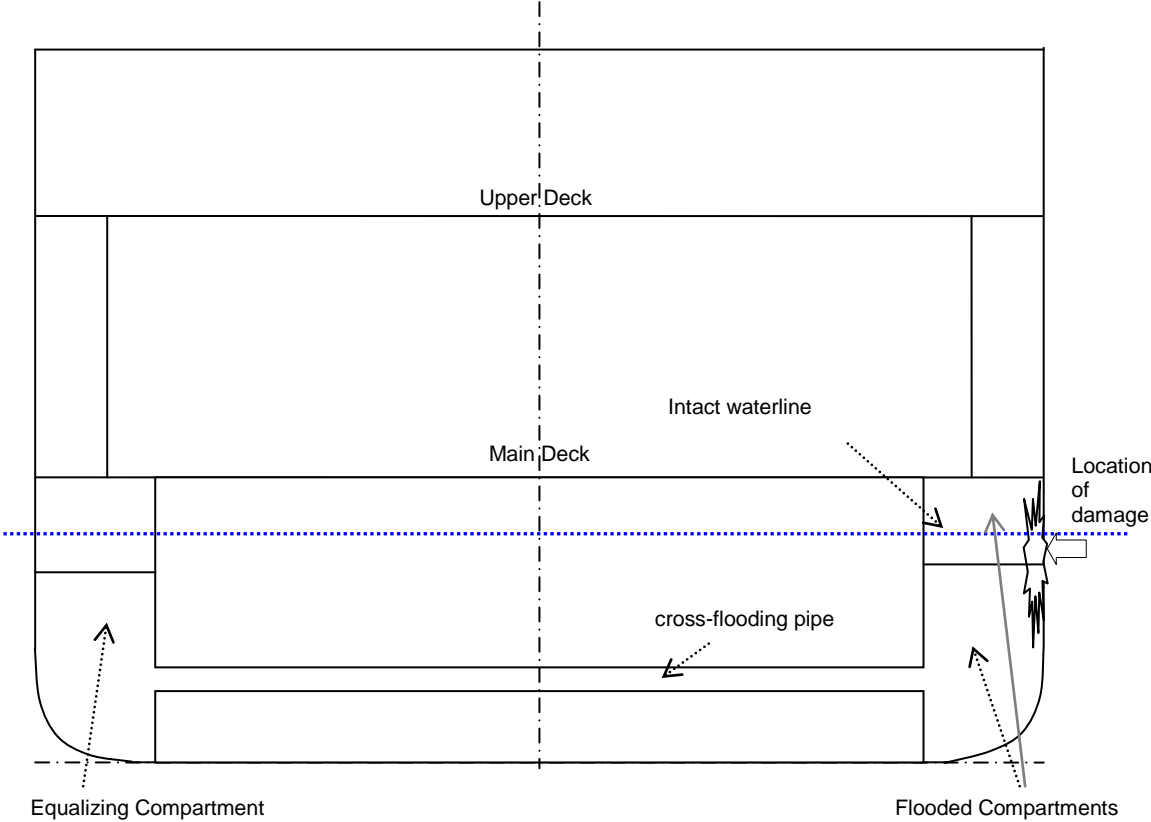 Upper Deck
Intact waterline
Main Deck
Location
of
damage
cross-flooding pipe
Equalizing Compartment
Flooded Compartments